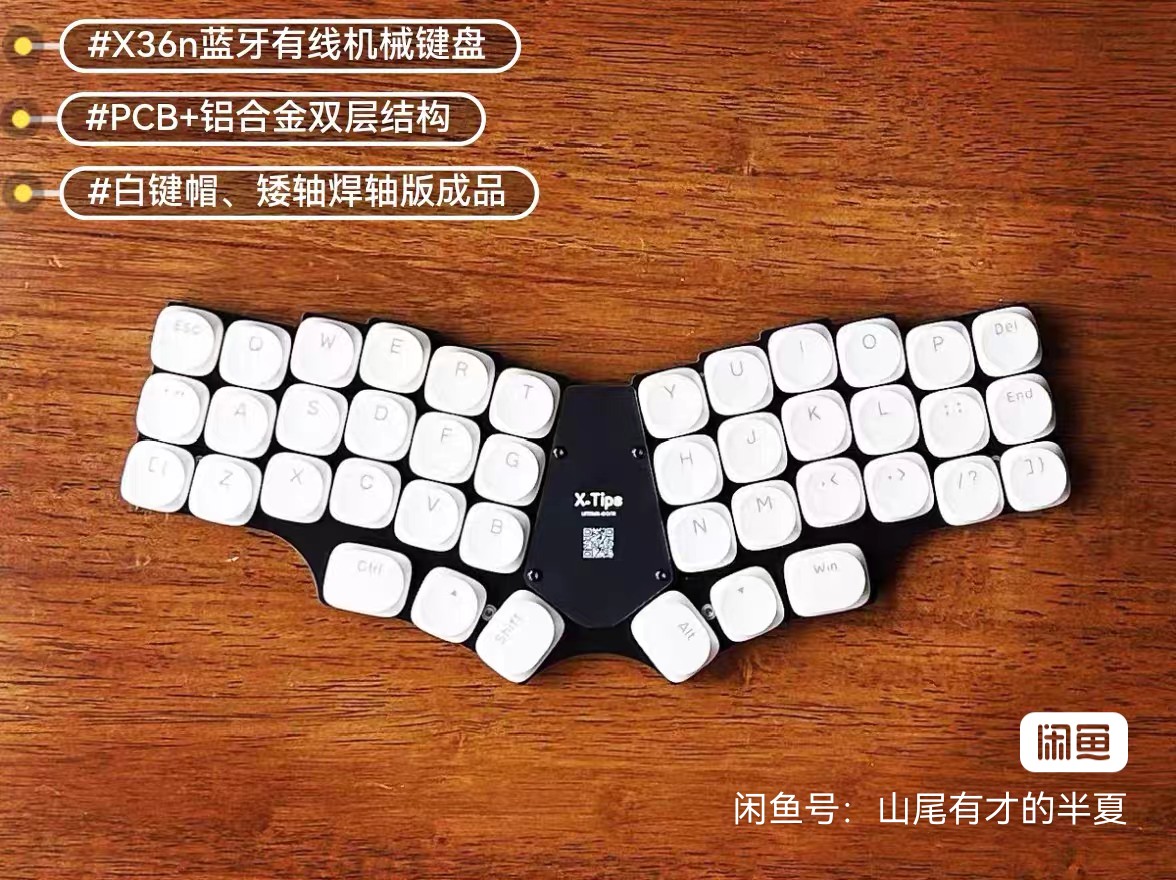 #X36n蓝牙有线机械键盘
#PCB+铝合金双层结构
#白键帽、矮轴焊轴版成品
Esc Q W E R T Y U I O P Del
A S D F G H J K L : ; End
[ { Z X C V B N M , < . > / ? ] }
Ctrl ▲ Shift Alt ▼ Win
X.Tips
闲鱼
闲鱼号：山尾有才的半夏